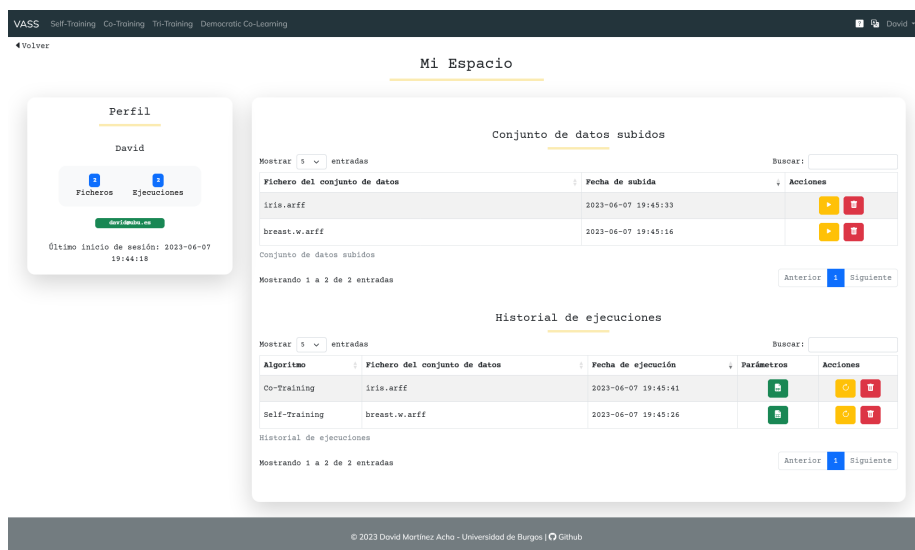 VASS Self-Training Co-Training Tri-Training Democratic Co-Learning David
Volver
Mi Espacio
Perfil
David
Ficheros Ejecuciones
david@ubu.es
Último inicio de sesión: 2023-06-07
19:44:18
Conjunto de datos subidos
Mostrar 5 entradas Buscar:
Fichero del conjunto de datos Fecha de subida Acciones
iris.arff 2023-06-07 19:45:33
breast.w.arff 2023-06-07 19:45:16
Conjunto de datos subidos
Mostrando 1 a 2 de 2 entradas Anterior 1 Siguiente
Historial de ejecuciones
Mostrar 5 entradas Buscar:
Algoritmo Fichero del conjunto de datos Fecha de ejecución Parámetros Acciones
Co-Training iris.arff 2023-06-07 19:45:41
Self-Training breast.w.arff 2023-06-07 19:45:26
Historial de ejecuciones
Mostrando 1 a 2 de 2 entradas Anterior 1 Siguiente
© 2023 David Martínez Acha - Universidad de Burgos | Github